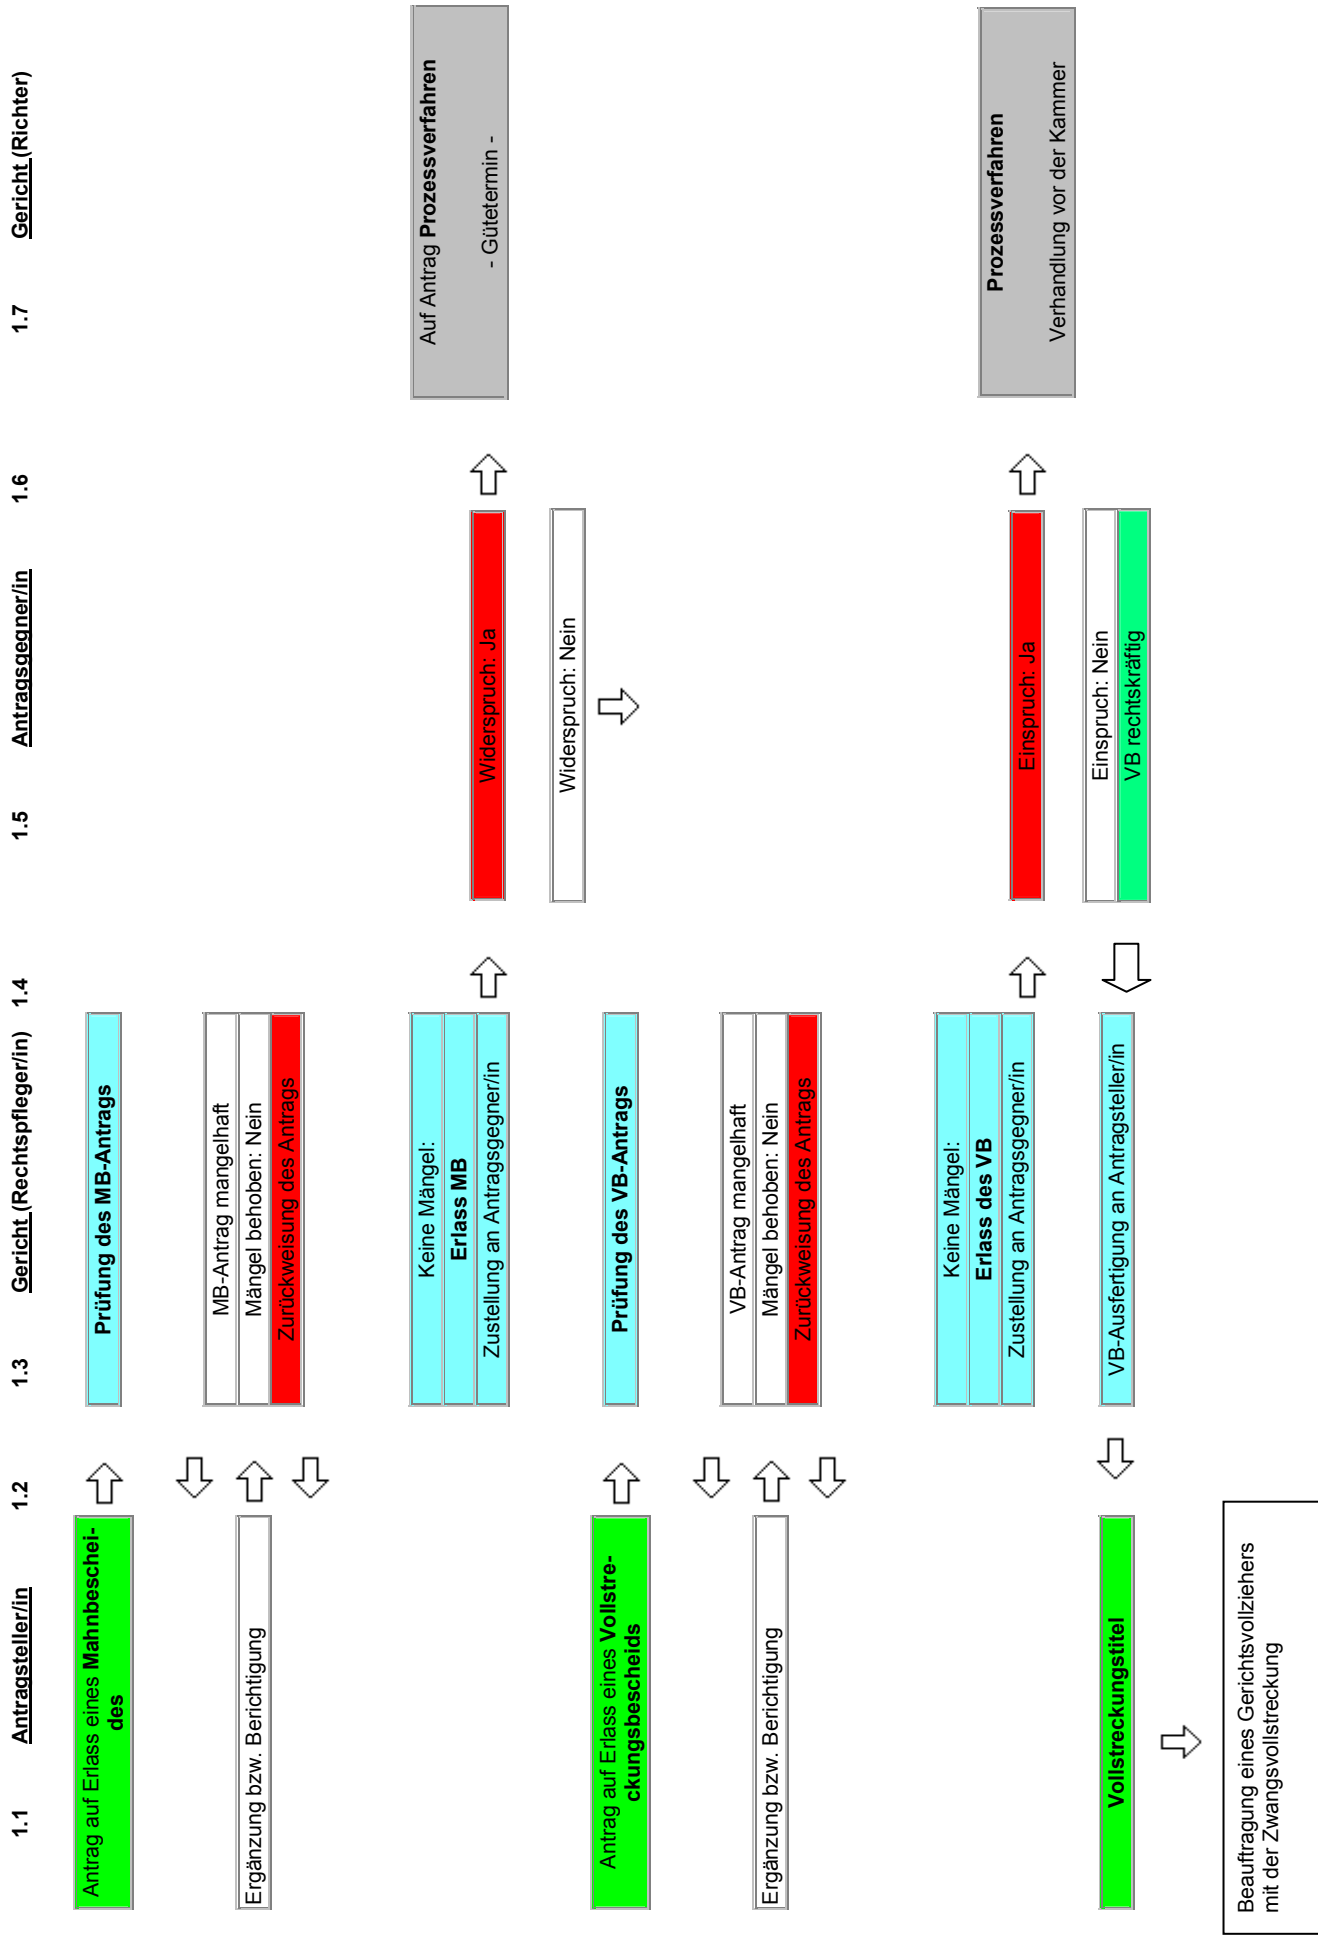 1.1 Antragsteller/in 1.2 1.3 Gericht (Rechtspfleger/in) 1.4 1.5 Antragsgegner/in 1.6 1.7 Gericht (Richter)
Antrag auf Erlass eines Mahnbeschei-
des
Prüfung des MB-Antrags
MB-Antrag mangelhaft
Ergänzung bzw. Berichtigung
Mängel behoben: Nein
Zurückweisung des Antrags
Keine Mängel:
Erlass MB
Zustellung an Antragsgegner/in
Widerspruch: Ja
Auf Antrag Prozessverfahren
- Gütetermin -
Widerspruch: Nein
Antrag auf Erlass eines Vollstre-
ckungsbescheids
Prüfung des VB-Antrags
VB-Antrag mangelhaft
Ergänzung bzw. Berichtigung
Mängel behoben: Nein
Zurückweisung des Antrags
Keine Mängel:
Erlass des VB
Zustellung an Antragsgegner/in
Einspruch: Ja
Prozessverfahren
Verhandlung vor der Kammer
Einspruch: Nein
VB rechtskräftig
VB-Ausfertigung an Antragsteller/in
Vollstreckungstitel
Beauftragung eines Gerichtsvollziehers
mit der Zwangsvollstreckung